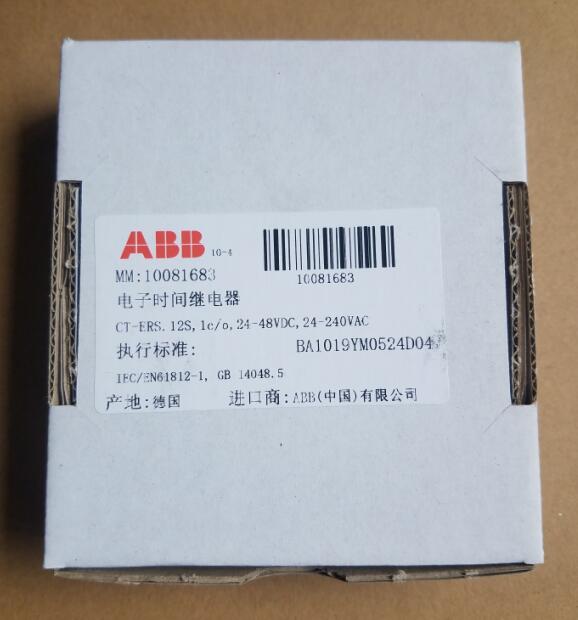 ABB 10-4
MM:10081683
10081683
电子时间继电器
CT-ERS.12S,1c/o,24-48VDC,24-240VAC
执行标准: BA1019YM0524D04
IEC/EN61812-1, GB 14048.5
产地:德国 进口商:ABB(中国)有限公司